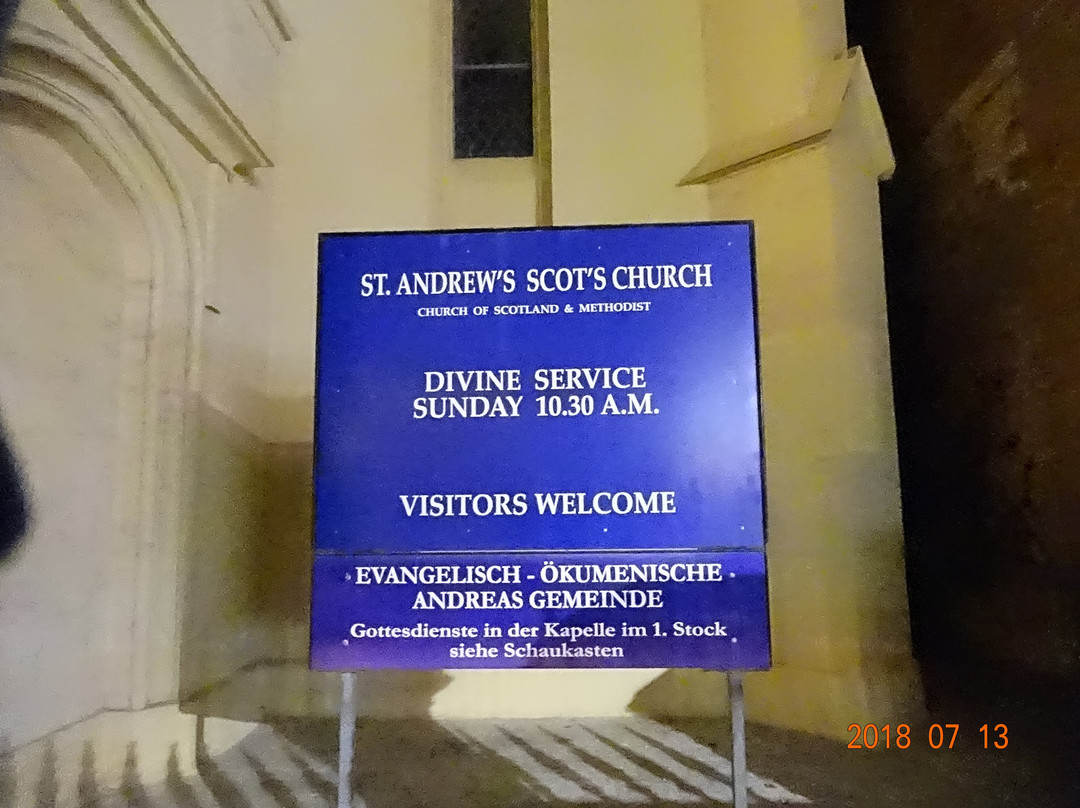 ST. ANDREW'S SCOT'S CHURCH
CHURCH OF SCOTLAND & METHODIST
DIVINE SERVICE
SUNDAY 10.30 A.M.
VISITORS WELCOME
EVANGELISCH - ÖKUMENISCHE
ANDREAS GEMEINDE
Gottesdienste in der Kapelle im 1. Stock
siehe Schaukasten
2018 07 13